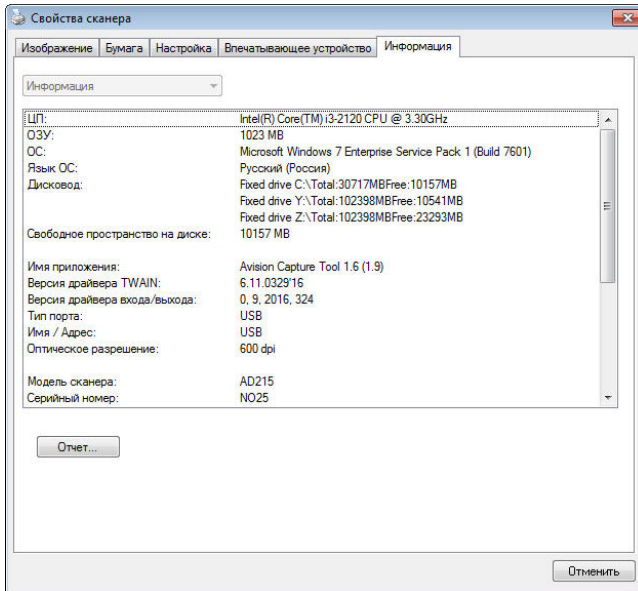 Свойства сканера
Изображение Бумага Настройка Впечатывающее устройство Информация
Информация
ЦП: Intel(R) Core(TM) i3-2120 CPU @ 3.30GHz
ОЗУ: 1023 MB
ОС: Microsoft Windows 7 Enterprise Service Pack 1 (Build 7601)
Язык ОС: Русский (Россия)
Дисковод: Fixed drive C:\Total:30717MBFree:10157MB
Fixed drive Y:\Total:102398MBFree:10541MB
Fixed drive Z:\Total:102398MBFree:23293MB
Свободное пространство на диске: 10157 MB
Имя приложения: Avision Capture Tool 1.6 (1.9)
Версия драйвера TWAIN: 6.11.0329'16
Версия драйвера входа/выхода: 0, 9, 2016, 324
Тип порта: USB
Имя / Адрес: USB
Оптическое разрешение: 600 dpi
Модель сканера: AD215
Серийный номер: NO25
Отчет...
Отменить